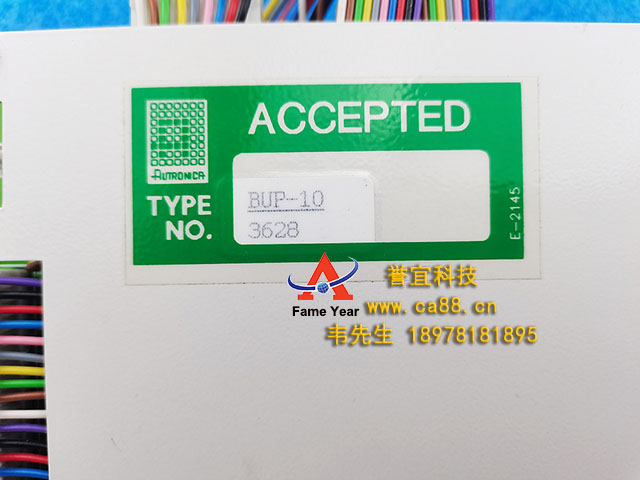 ACCEPTED
AUTRONICA
TYPE
NO.
BUP-10
3628
E-2145
Fame Year
誉宜科技
www.ca88.cn
韦先生 18978181895